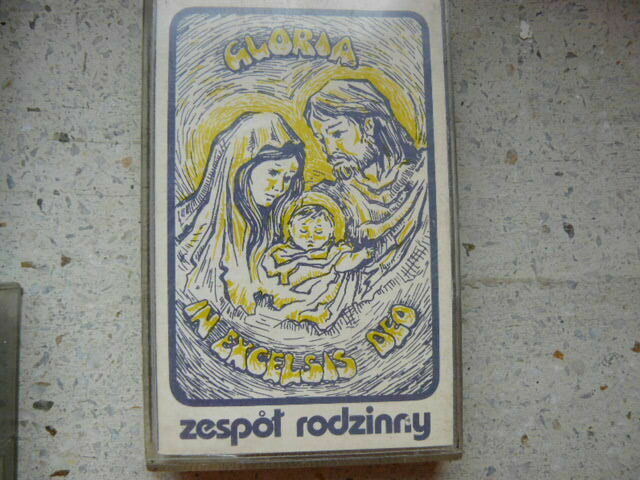 GLORIA
IN EXCELSIS DEO
zespół rodzinny